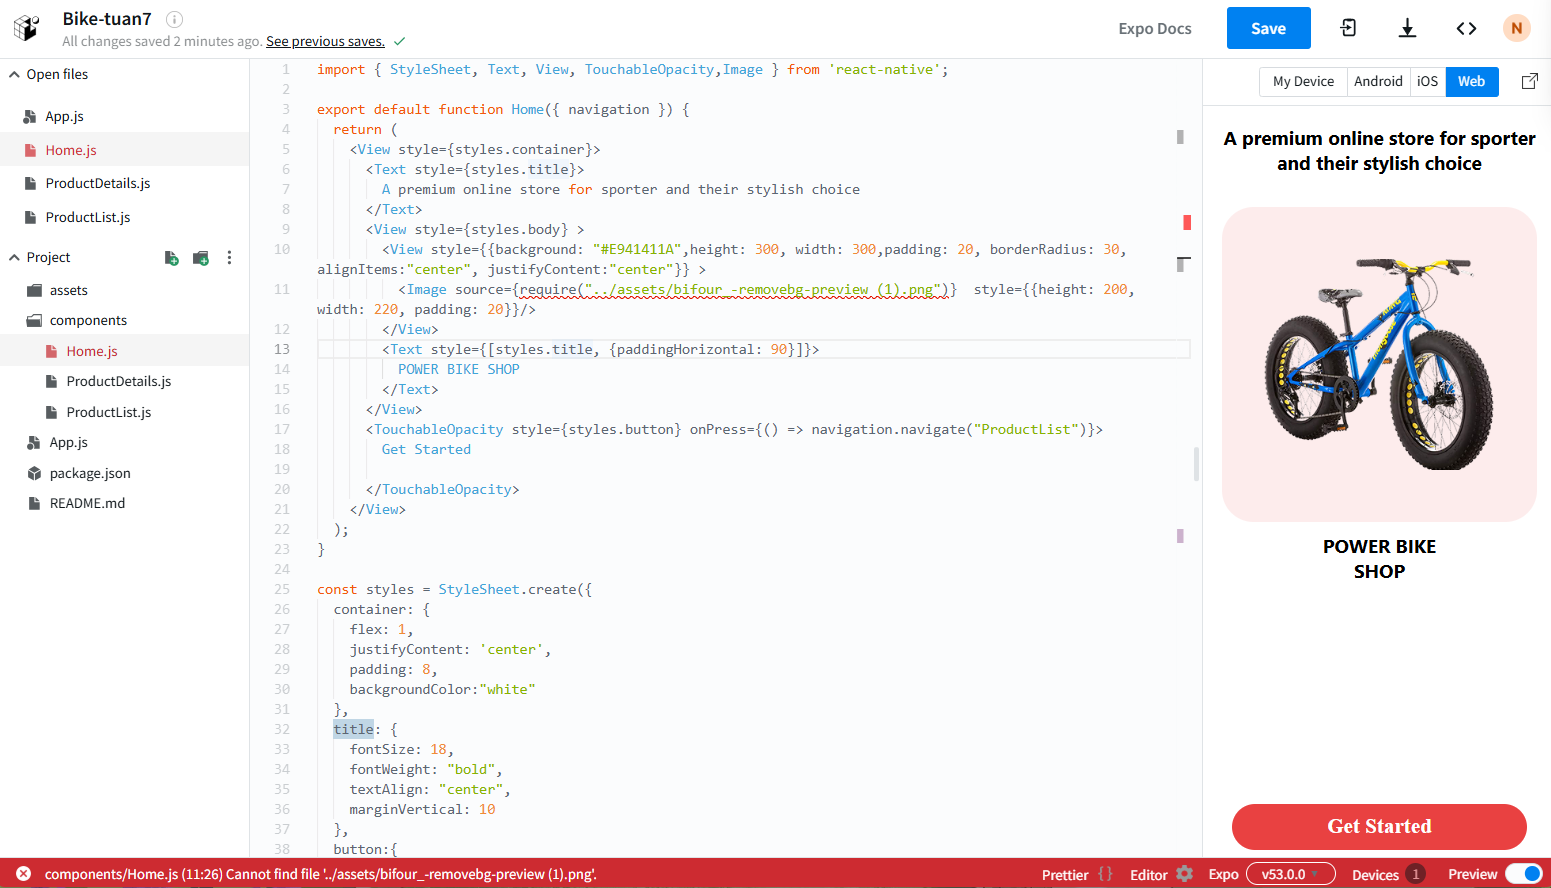 Bike-tuan7
All changes saved 2 minutes ago. See previous saves.
Expo Docs
Save
N
Open files
App.js
Home.js
ProductDetails.js
ProductList.js
Project
assets
components
Home.js
ProductDetails.js
ProductList.js
App.js
package.json
README.md
1 import { StyleSheet, Text, View, TouchableOpacity,Image } from 'react-native';
2
3 export default function Home({ navigation }) {
4 return (
5 <View style={styles.container}>
6 <Text style={styles.title}>
7 A premium online store for sporter and their stylish choice
8 </Text>
9 <View style={styles.body} >
10 <View style={{background: "#E941411A",height: 300, width: 300,padding: 20, borderRadius: 30,
alignItems:"center", justifyContent:"center"}} >
11 <Image source={require("../assets/bifour_-removebg-preview (1).png")}  style={{height: 200,
width: 220, padding: 20}}/>
12 </View>
13 <Text style={[styles.title, {paddingHorizontal: 90}]}>
14 POWER BIKE SHOP
15 </Text>
16 </View>
17 <TouchableOpacity style={styles.button} onPress={() => navigation.navigate("ProductList")}>
18 Get Started
19
20 </TouchableOpacity>
21 </View>
22 );
23 }
24
25 const styles = StyleSheet.create({
26 container: {
27 flex: 1,
28 justifyContent: 'center',
29 padding: 8,
30 backgroundColor:"white"
31 },
32 title: {
33 fontSize: 18,
34 fontWeight: "bold",
35 textAlign: "center",
36 marginVertical: 10
37 },
38 button:{
My Device
Android
iOS
Web
A premium online store for sporter
and their stylish choice
POWER BIKE
SHOP
Get Started
components/Home.js (11:26) Cannot find file '../assets/bifour_-removebg-preview (1).png'.
Prettier { }
Editor
Expo
v53.0.0
Devices 1
Preview